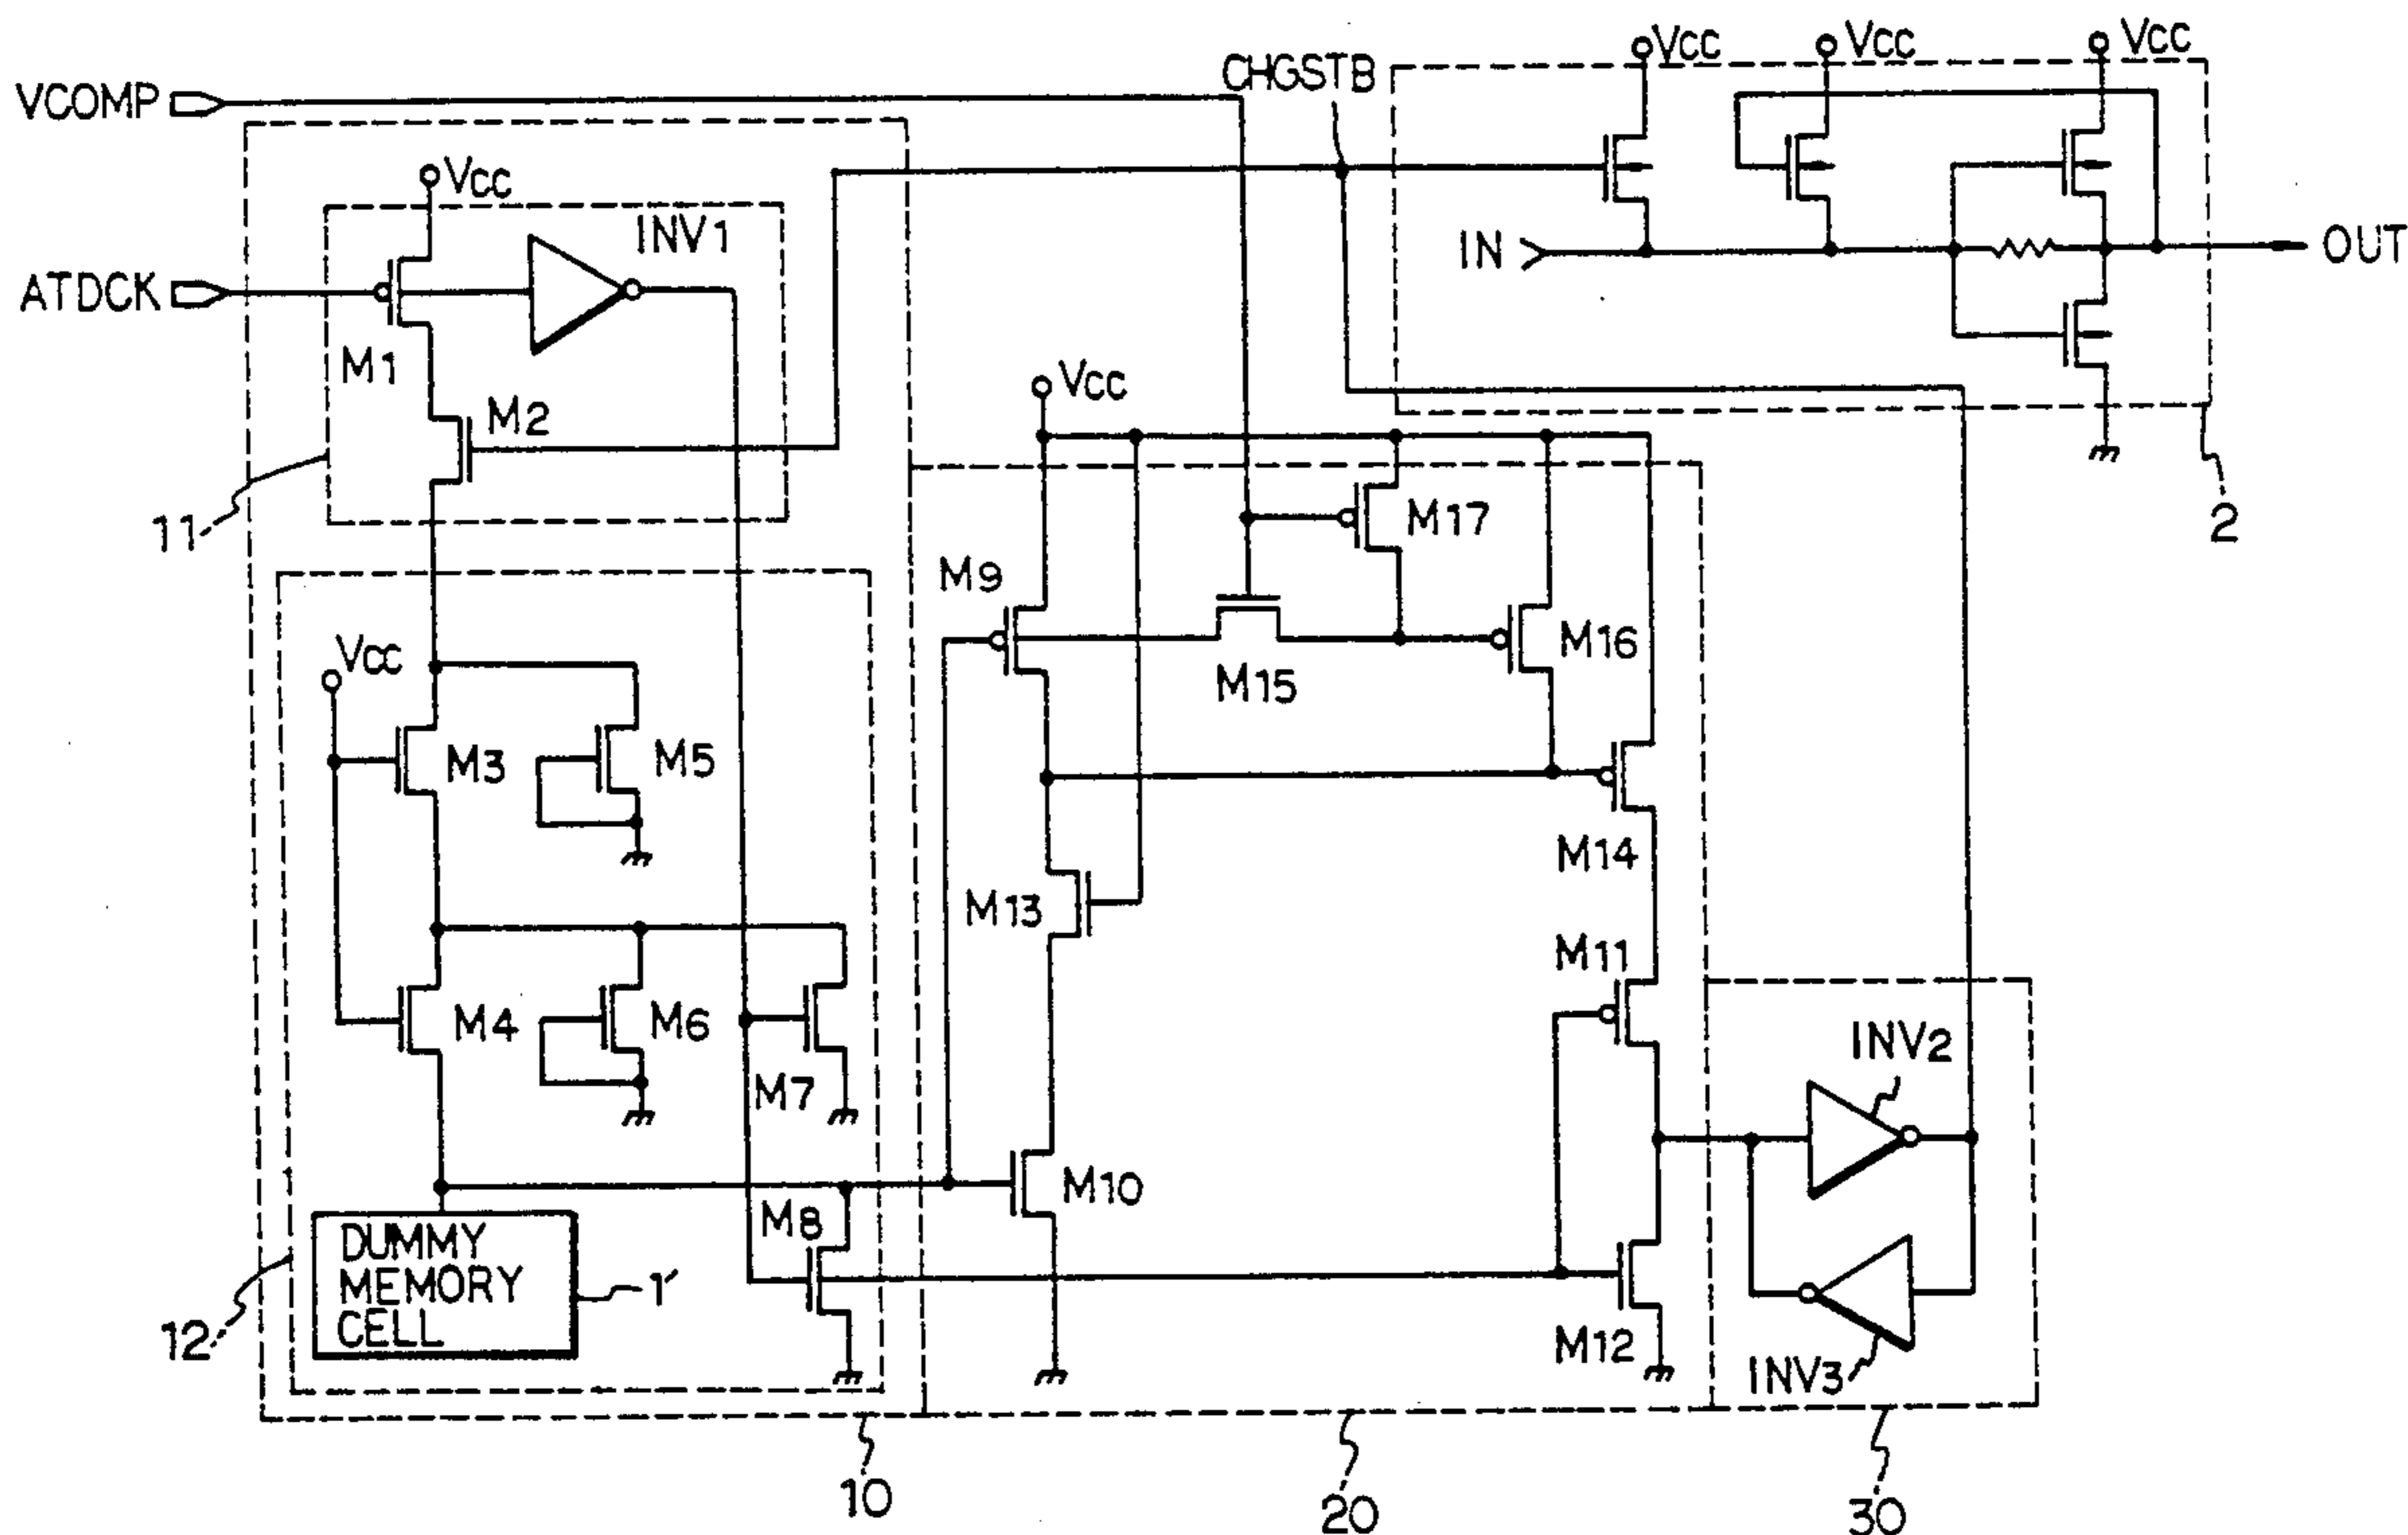 VCC
VCC
VCC
CHGSTB
VCOMP
VCC
INV1
IN
OUT
ATDCK
M1
VCC
M2
11
M17
2
M9
VCC
M16
M15
M3
M5
M14
M13
M11
M4
M6
INV2
M7
M10
M8
DUMMY
MEMORY
CELL
1'
12
M12
INV3
10
20
30